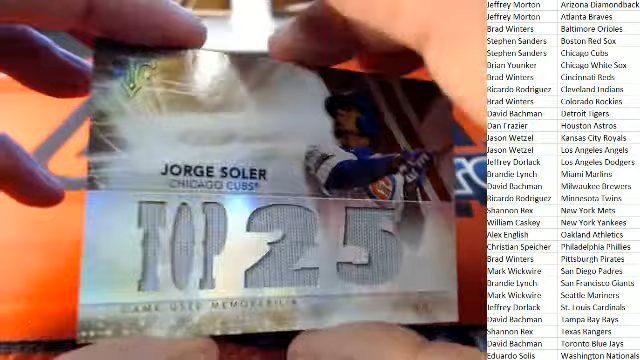 JORGE SOLER
CHICAGO CUBS®
TOP 25
GAME USED MEMORABILIA
Jeffrey Morton Arizona Diamondback
Jeffrey Morton Atlanta Braves
Brad Winters Baltimore Orioles
Stephen Sanders Boston Red Sox
Stephen Sanders Chicago Cubs
Brian Younker Chicago White Sox
Brad Winters Cincinnati Reds
Ricardo Rodriguez Cleveland Indians
Brad Winters Colorado Rockies
David Bachman Detroit Tigers
Dan Frazier Houston Astros
Jason Wetzel Kansas City Royals
Jason Wetzel Los Angeles Angels
Jeffrey Dorlack Los Angeles Dodgers
Brandie Lynch Miami Marlins
David Bachman Milwaukee Brewers
Ricardo Rodriguez Minnesota Twins
Shannon Rex New York Mets
William Caskey New York Yankees
Alex English Oakland Athletics
Christian Speicher Philadelphia Phillies
Brad Winters Pittsburgh Pirates
Mark Wickwire San Diego Padres
Brandie Lynch San Francisco Giants
Mark Wickwire Seattle Mariners
Jeffrey Dorlack St. Louis Cardinals
David Bachman Tampa Bay Rays
Shannon Rex Texas Rangers
David Bachman Toronto Blue Jays
Eduardo Solis Washington Nationals